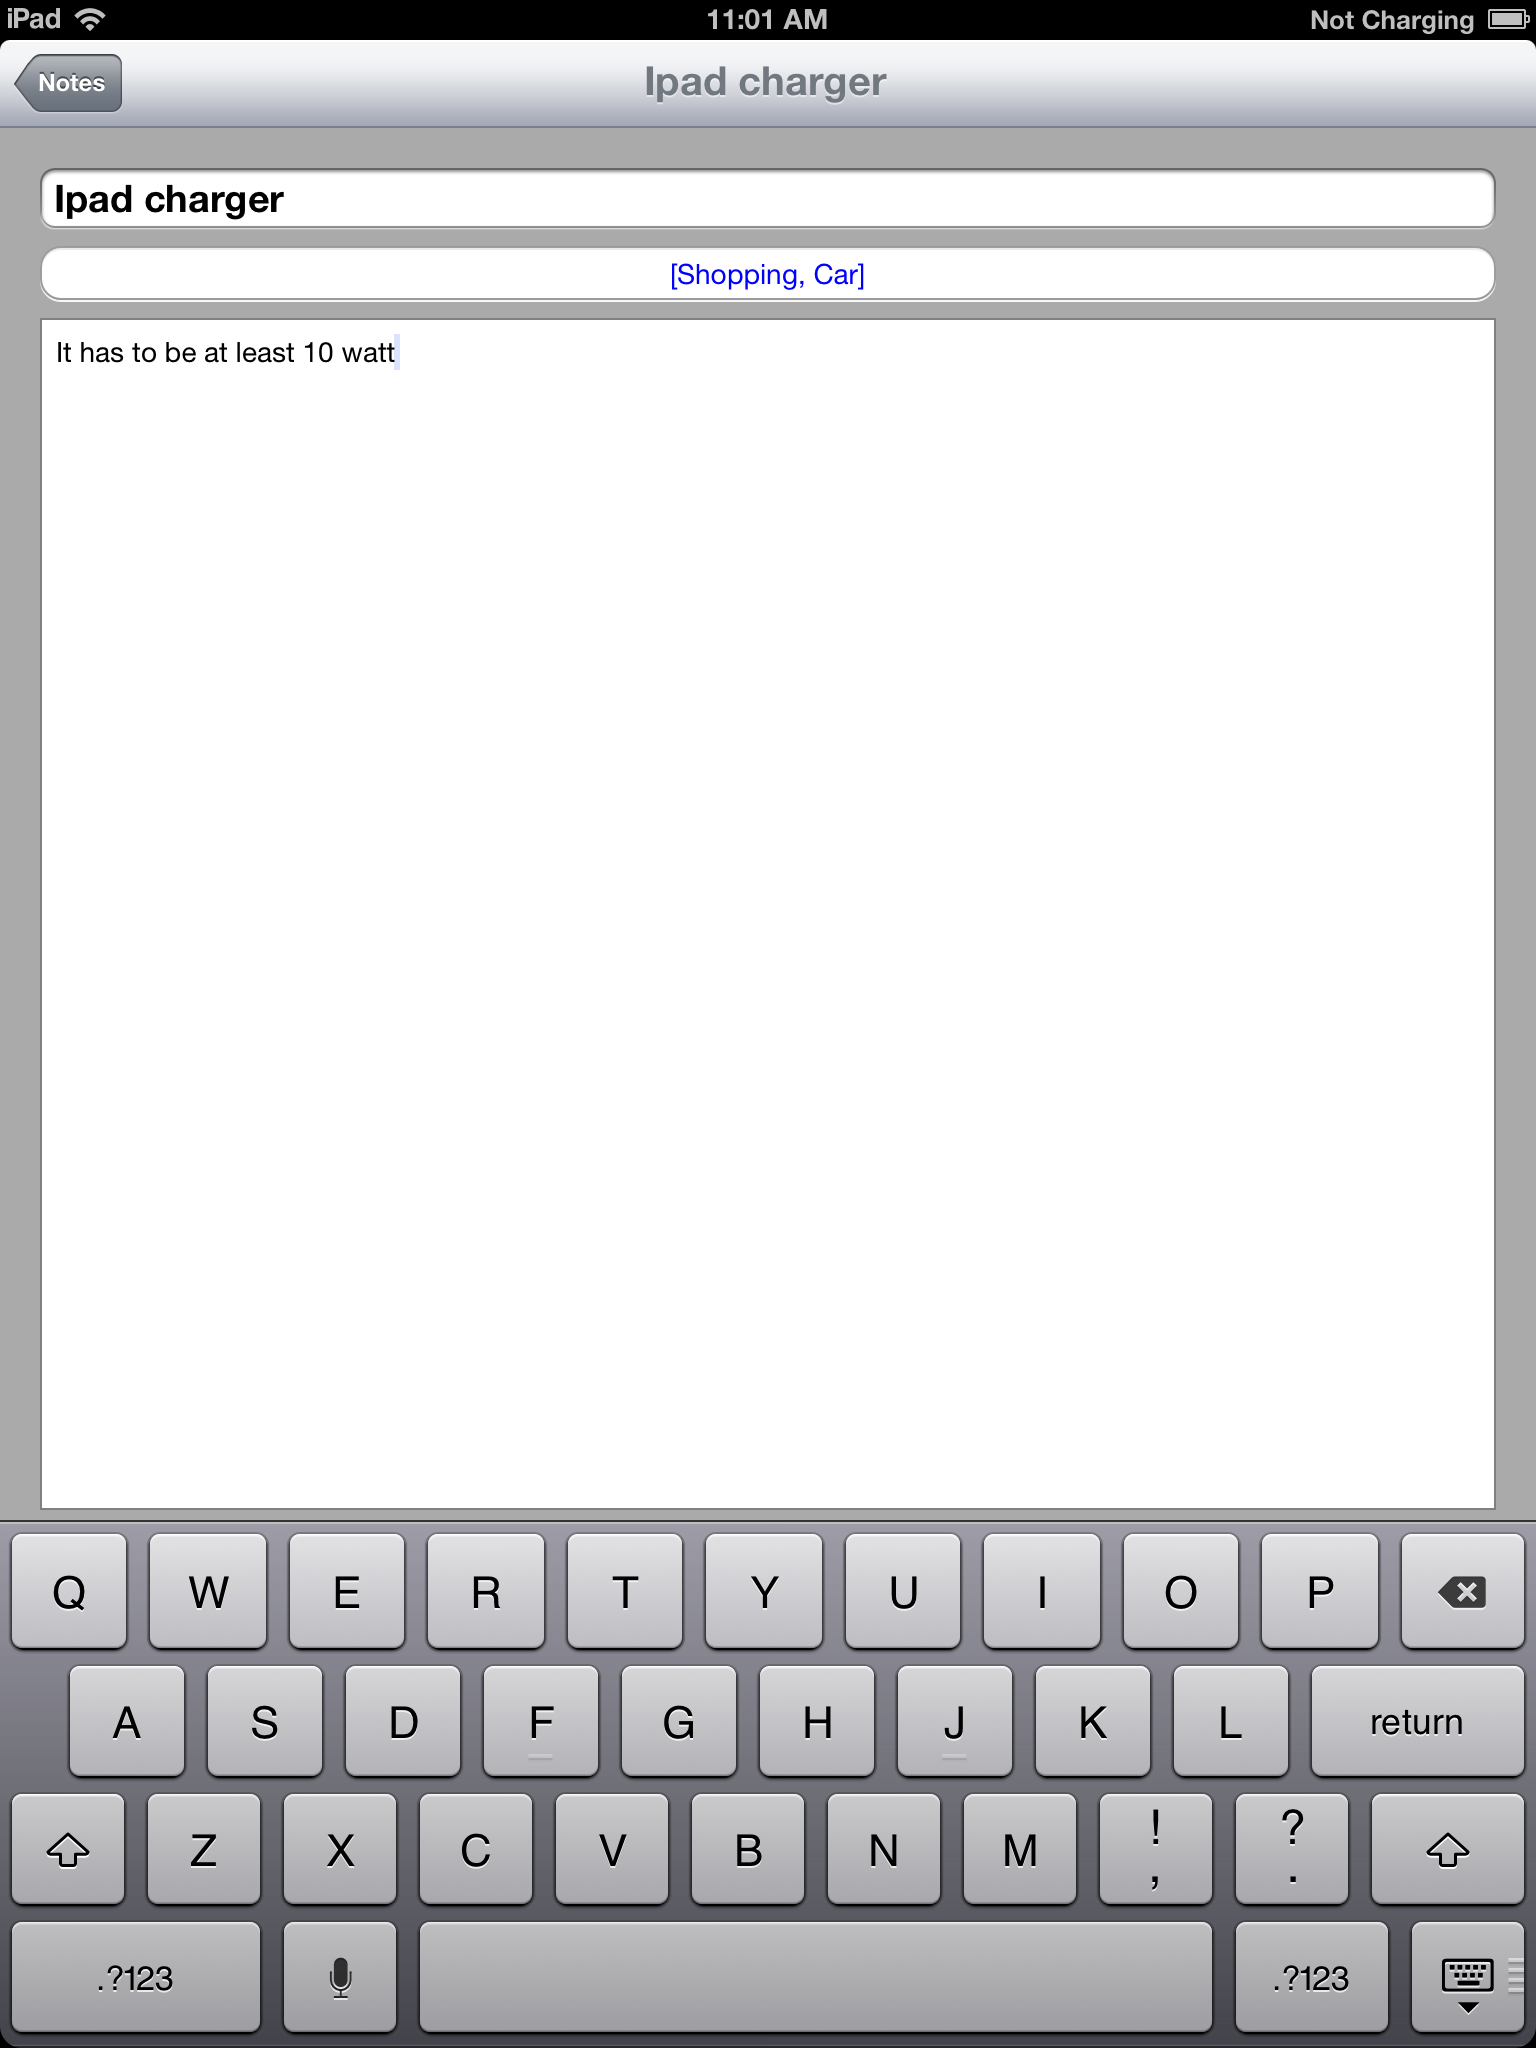 iPad 11:01 AM Not Charging
Notes Ipad charger
Ipad charger
[Shopping, Car]
It has to be at least 10 watt
Q W E R T Y U I O P
A S D F G H J K L return
Z X C V B N M ! , ? .
.?123 .?123